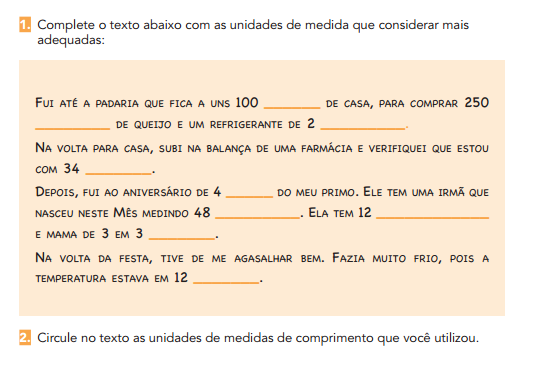 1. Complete o texto abaixo com as unidades de medida que considerar mais
adequadas:
Fui até a padaria que fica a uns 100 ________ de casa, para comprar 250
___________ de queijo e um refrigerante de 2 ____________.
Na volta para casa, subi na balança de uma farmácia e verifiquei que estou
com 34 __________.
Depois, fui ao aniversário de 4 _______ do meu primo. Ele tem uma irmã que
nasceu neste Mês medindo 48 ____________. Ela tem 12 ________________
e mama de 3 em 3 __________.
Na volta da festa, tive de me agasalhar bem. Fazia muito frio, pois a
temperatura estava em 12 __________.
2. Circule no texto as unidades de medidas de comprimento que você utilizou.